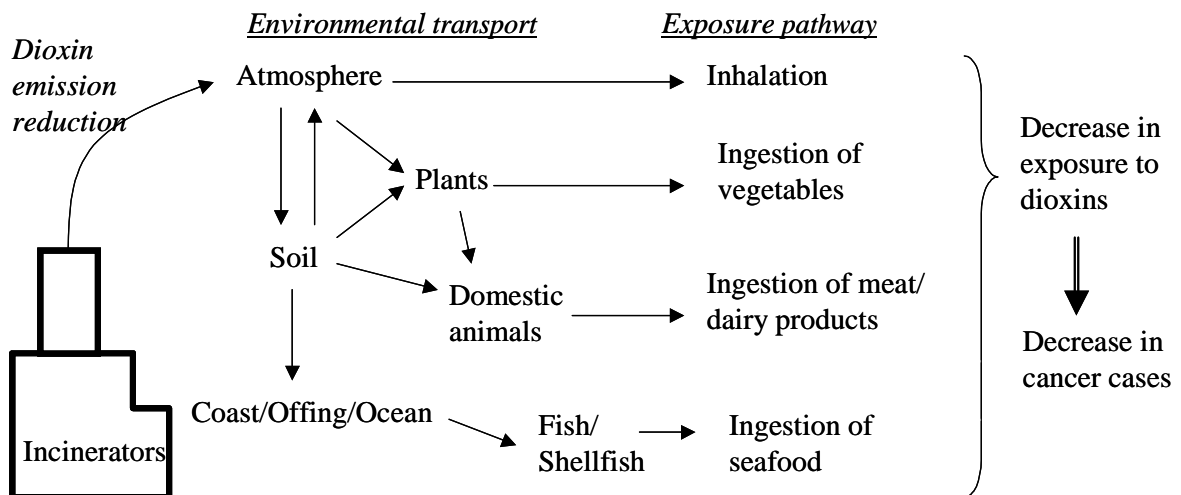 Environmental transport
Exposure pathway
Dioxin
emission
reduction
Atmosphere
Inhalation
Decrease in
exposure to
dioxins
Plants
Ingestion of
vegetables
Soil
Domestic
animals
Ingestion of meat/
dairy products
Decrease in
cancer cases
Coast/Offing/Ocean
Fish/
Shellfish
Ingestion of
seafood
Incinerators